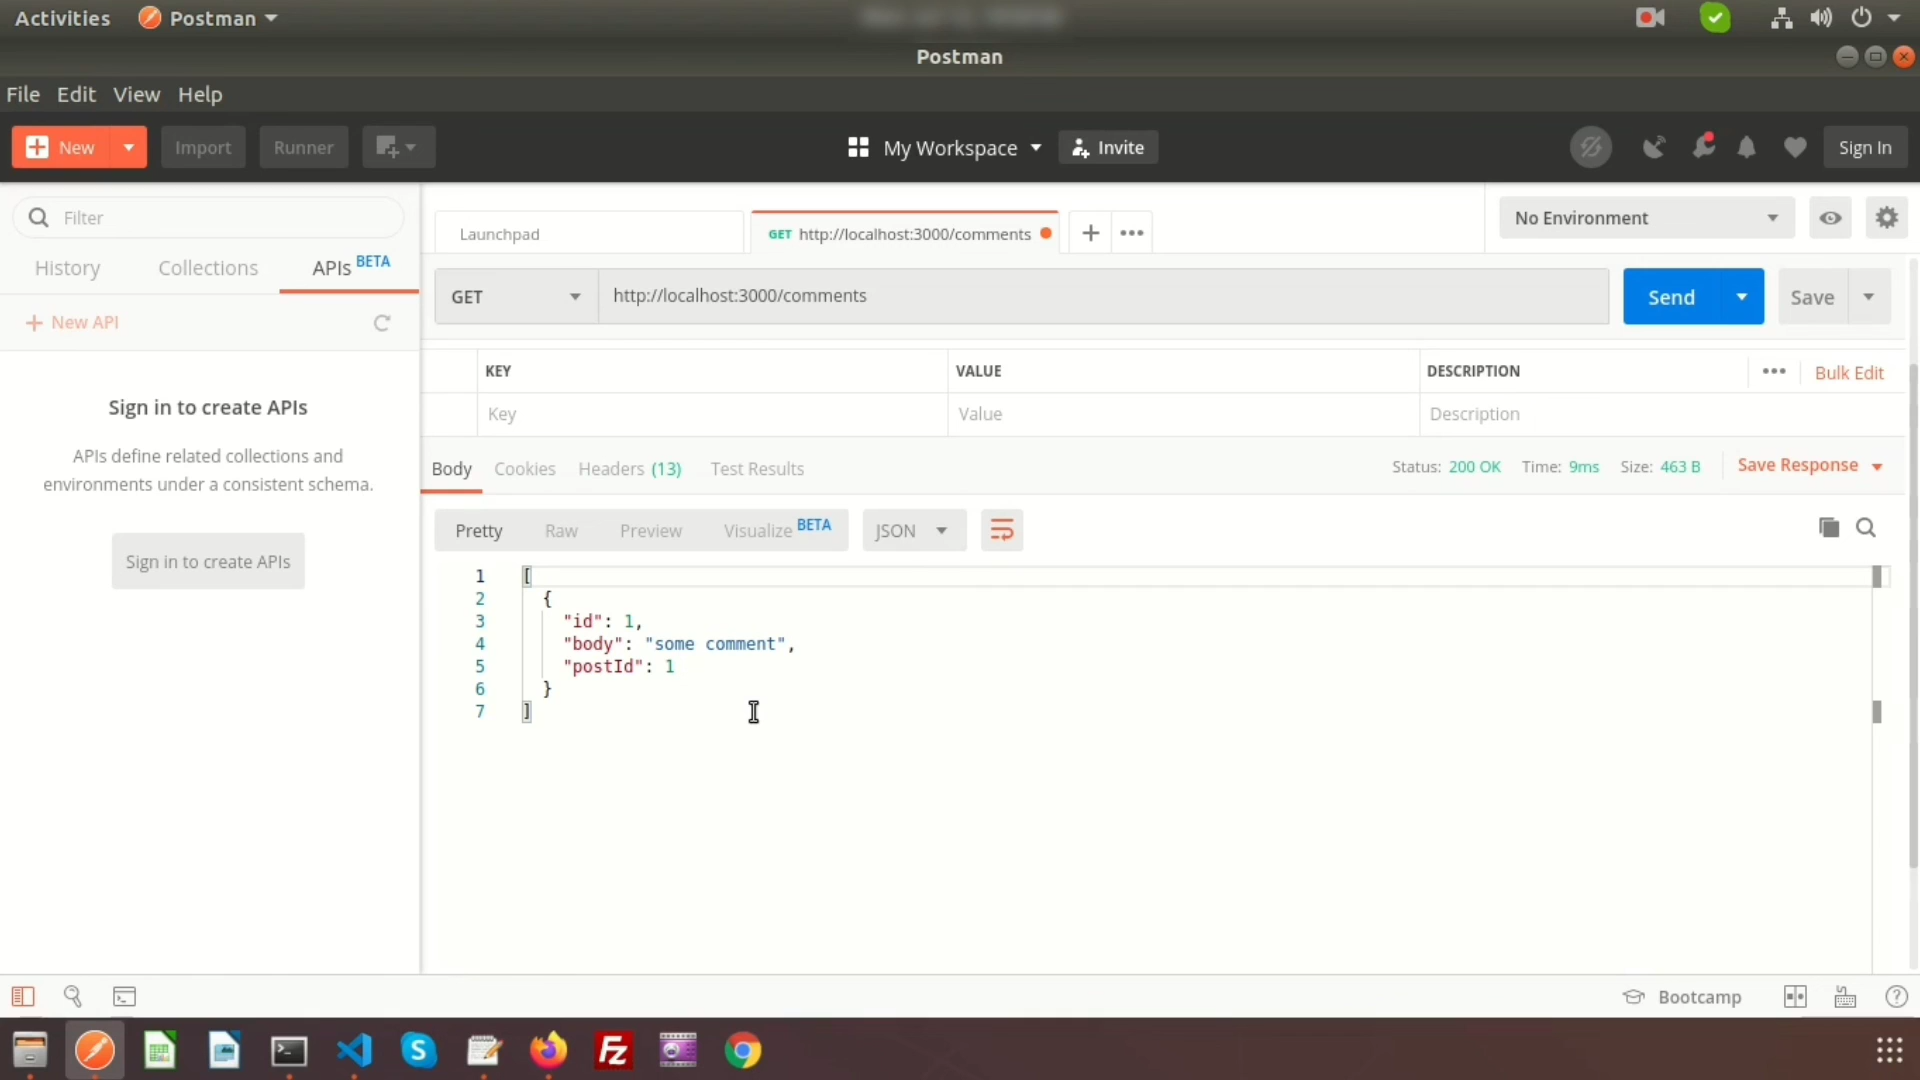 Activities Postman
Postman
File Edit View Help
New Import Runner My Workspace Invite Sign In
Filter
History Collections APIs BETA
New API
Sign in to create APIs
APIs define related collections and
environments under a consistent schema.
Sign in to create APIs
Launchpad GET http://localhost:3000/comments No Environment
GET http://localhost:3000/comments Send Save
KEY VALUE DESCRIPTION Bulk Edit
Key Value Description
Body Cookies Headers (13) Test Results Status: 200 OK Time: 9ms Size: 463 B Save Response
Pretty Raw Preview Visualize BETA JSON
1 [
2 {
3 "id": 1,
4 "body": "some comment",
5 "postId": 1
6 }
7 ]
Bootcamp
S Fz